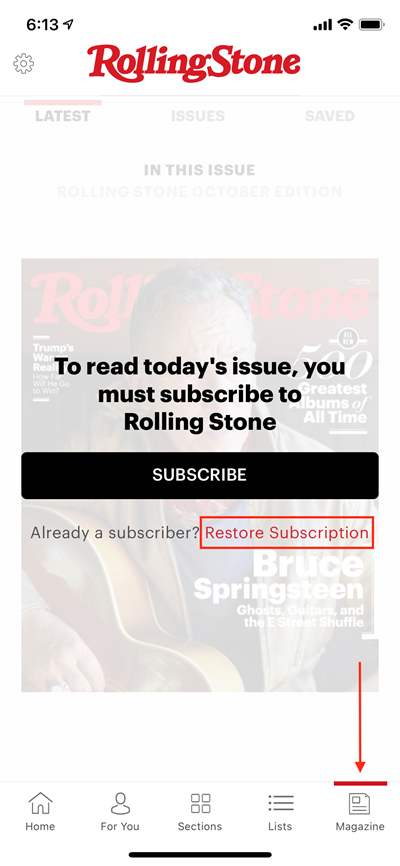 6:13
RollingStone
LATEST ISSUES SAVED
IN THIS ISSUE
ROLLING STONE OCTOBER EDITION
RollingStone
Trump's
War
Reali
How F
Will He
Go to Win?
ALL
NEW
500
Greatest
Albums of
All Time
To read today's issue, you
must subscribe to
Rolling Stone
SUBSCRIBE
Already a subscriber? Restore Subscription
Bruce
Springsteen
Ghosts, Guitars, and
the E Street Shuffle
Home For You Sections Lists Magazine